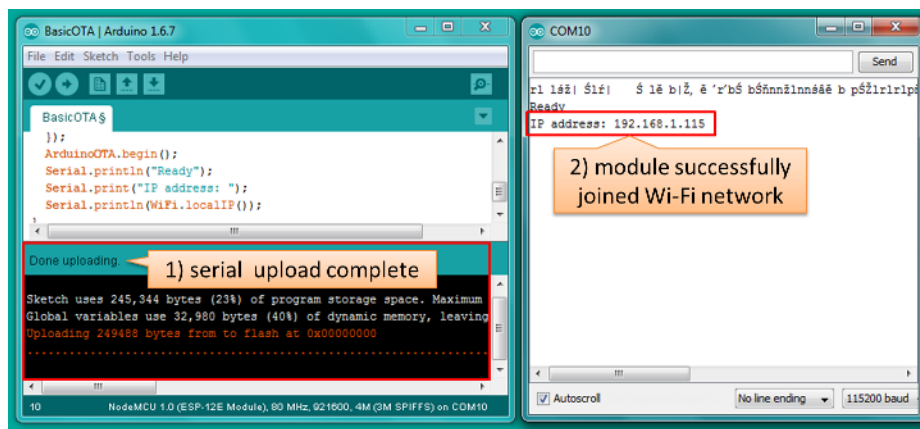 BasicOTA | Arduino 1.6.7
File Edit Sketch Tools Help
BasicOTA §
});
ArduinoOTA.begin();
Serial.println("Ready");
Serial.print("IP address: ");
Serial.println(WiFi.localIP());
}
Done uploading.
1) serial upload complete
Sketch uses 245,344 bytes (23%) of program storage space. Maximum
Global variables use 32,980 bytes (40%) of dynamic memory, leaving
Uploading 249488 bytes from to flash at 0x00000000
................................................................................
10 NodeMCU 1.0 (ESP-12E Module), 80 MHz, 921600, 4M (3M SPIFFS) on COM10
COM10
Send
Ready
IP address: 192.168.1.115
2) module successfully
joined Wi-Fi network
Autoscroll
No line ending
115200 baud